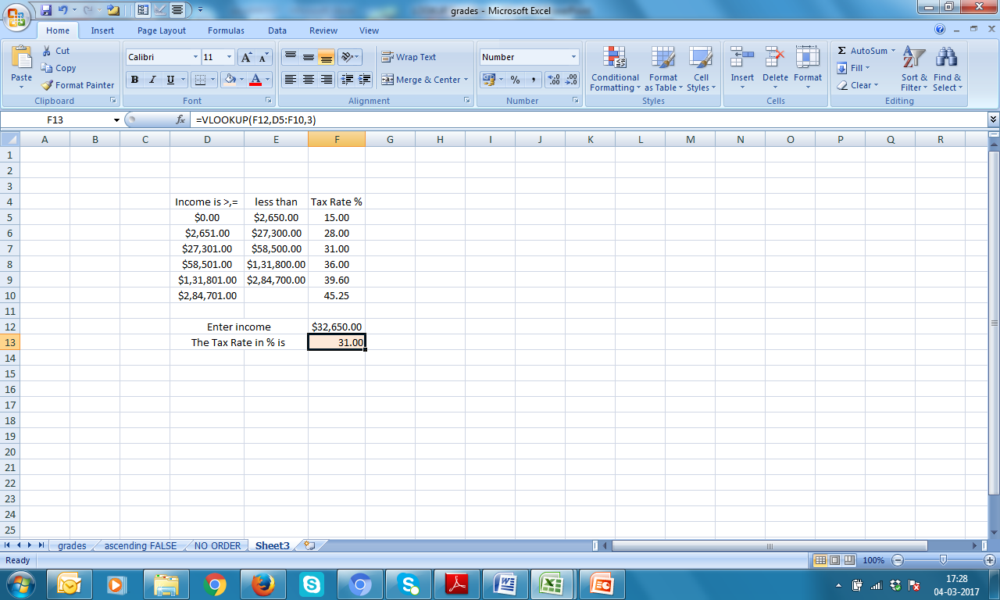 grades - Microsoft Excel
Home Insert Page Layout Formulas Data Review View
Paste
Cut
Copy
Format Painter
Clipboard
Calibri 11
B I U
Font
Wrap Text
Merge & Center
Alignment
Number
% ,
Number
Conditional Formatting
Format as Table
Cell Styles
Styles
Insert Delete Format
Cells
Σ AutoSum
Fill
Clear
Sort & Filter
Find & Select
Editing
F13 fx =VLOOKUP(F12,D5:F10,3)
A B C D E F G H I J K L M N O P Q R
1
2
3
4 Income is >,= less than Tax Rate %
5 $0.00 $2,650.00 15.00
6 $2,651.00 $27,300.00 28.00
7 $27,301.00 $58,500.00 31.00
8 $58,501.00 $1,31,800.00 36.00
9 $1,31,801.00 $2,84,700.00 39.60
10 $2,84,701.00 45.25
11
12 Enter income $32,650.00
13 The Tax Rate in % is 31.00
14
15
16
17
18
19
20
21
22
23
24
25
grades ascending FALSE NO ORDER Sheet3
Ready 100%
17:28
04-03-2017